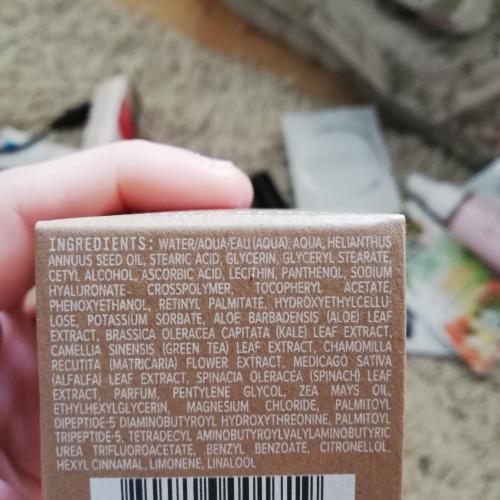 INGREDIENTS: WATER/AQUA/EAU (AQUA), AQUA, HELIANTHUS
ANNUUS SEED OIL, STEARIC ACID, GLYCERIN, GLYCERYL STEARATE,
CETYL ALCOHOL, ASCORBIC ACID, LECITHIN, PANTHENOL, SODIUM
HYALURONATE CROSSPOLYMER, TOCOPHERYL ACETATE,
PHENOXYETHANOL, RETINYL PALMITATE, HYDROXYETHYLCELLU-
LOSE, POTASSIUM SORBATE, ALOE BARBADENSIS (ALOE) LEAF
EXTRACT, BRASSICA OLERACEA CAPITATA (KALE) LEAF EXTRACT,
CAMELLIA SINENSIS (GREEN TEA) LEAF EXTRACT, CHAMOMILLA
RECUTITA (MATRICARIA) FLOWER EXTRACT, MEDICAGO SATIVA
(ALFALFA) LEAF EXTRACT, SPINACIA OLERACEA (SPINACH) LEAF
EXTRACT, PARFUM, PENTYLENE GLYCOL, ZEA MAYS OIL,
ETHYLHEXYLGLYCERIN, MAGNESIUM CHLORIDE, PALMITOYL
DIPEPTIDE-5 DIAMINOBUTYROYL HYDROXYTHREONINE, PALMITOYL
TRIPEPTIDE-5, TETRADECYL AMINOBUTYROYLVALYLAMINOBUTYRIC
UREA TRIFLUOROACETATE, BENZYL BENZOATE, CITRONELLOL,
HEXYL CINNAMAL, LIMONENE, LINALOOL